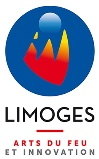 LIMOGES
ARTS DU FEU
ET INNOVATION